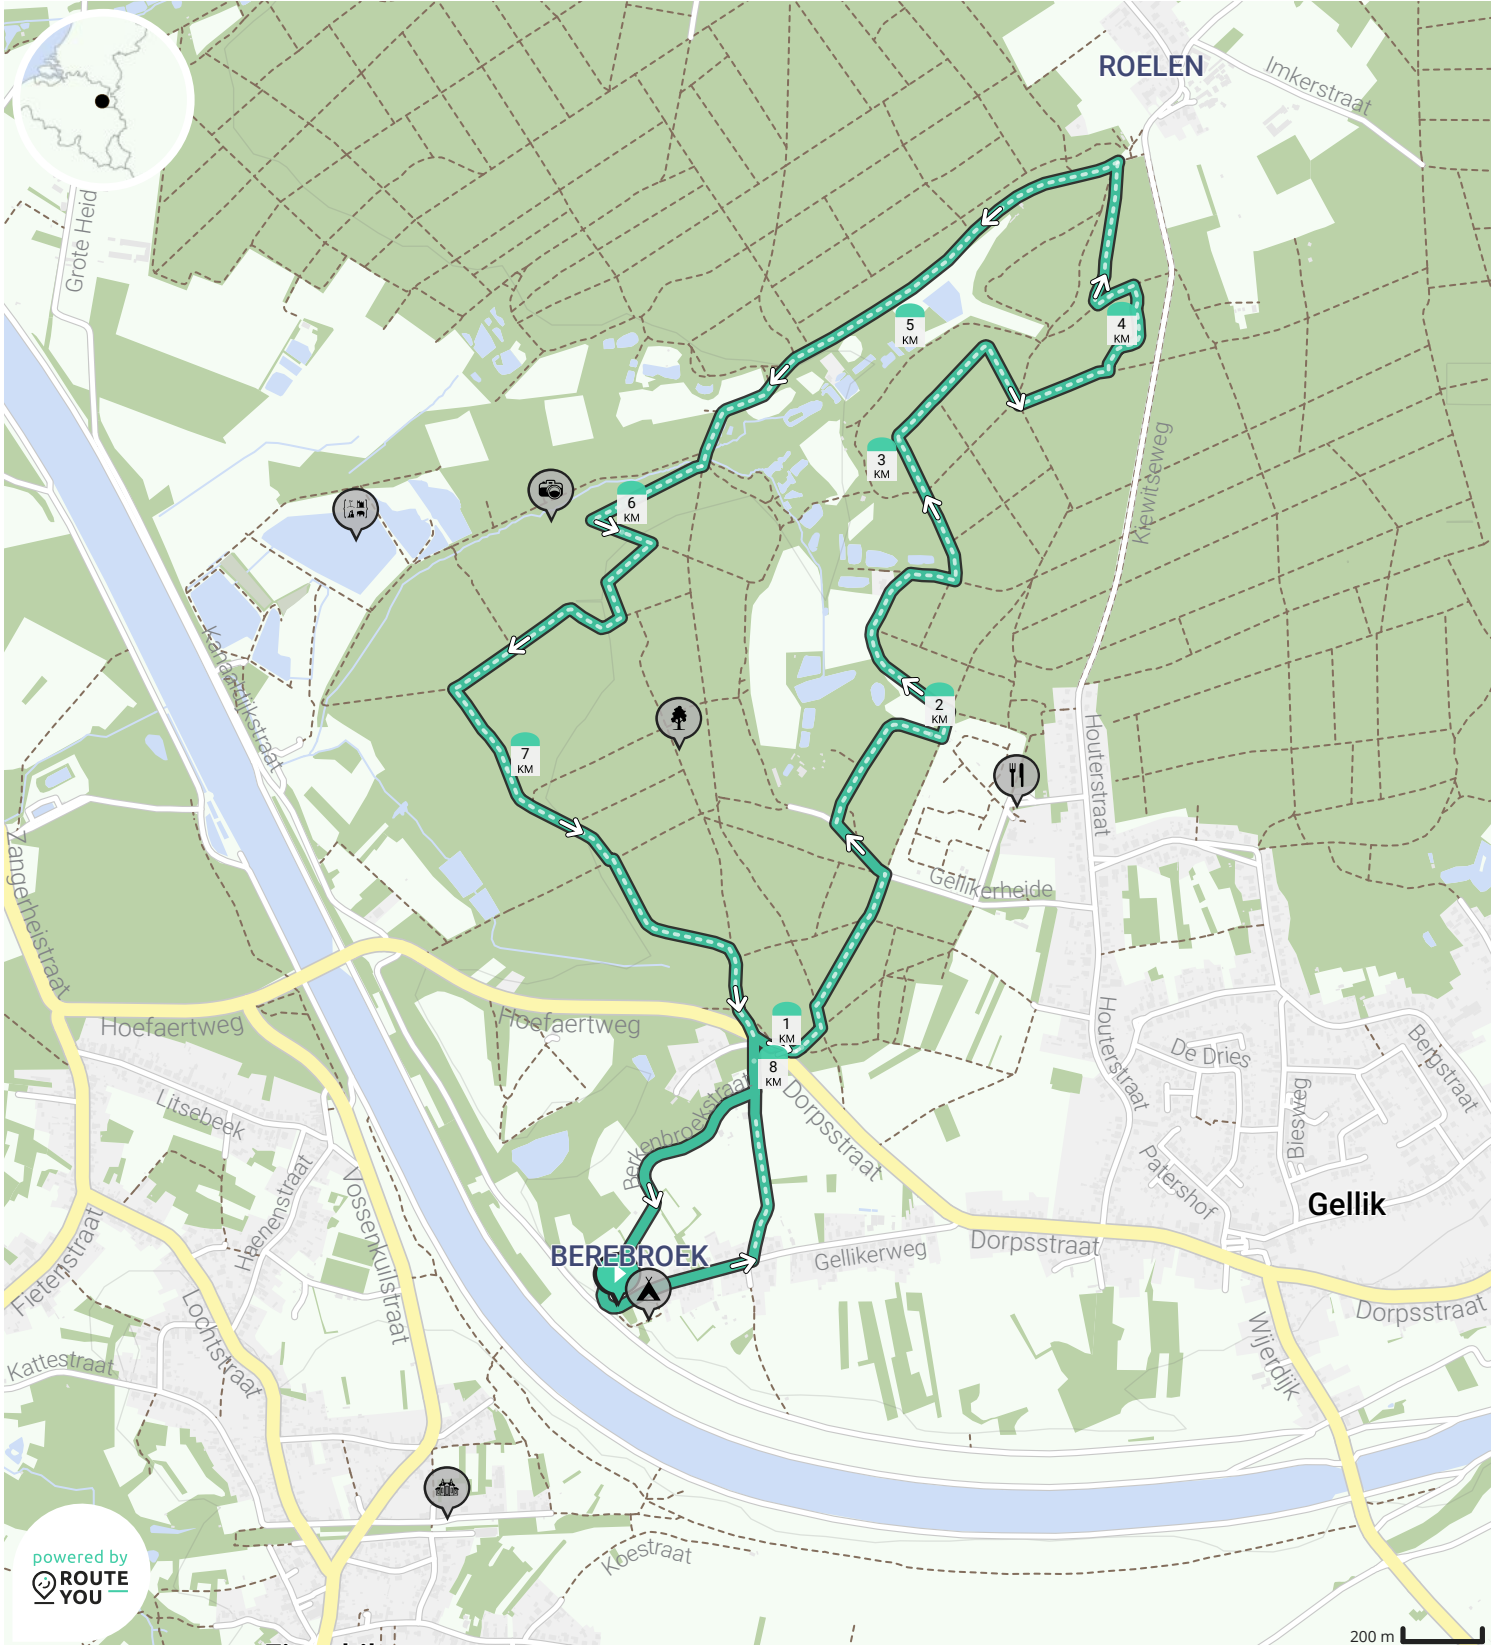 ROELEN
Imkerstraat
Grote Heid
5
KM
4
KM
3
KM
6
KM
Kiewitseweg
Kanaaldijkstraat
2
KM
7
KM
Houterstraat
Zangerheistraat
Gellikerheide
Hoefaertweg
Hoefaertweg
1
KM
8
KM
Houterstraat
De Dries
Bergstraat
Litsebeek
Berkenbroekstraat
Dorpsstraat
Biesweg
Patershof
Haenenstraat
Vossenkuilstraat
Gellik
Fietenstraat
BEREBROEK
Gellikerweg
Dorpsstraat
Dorpsstraat
Lochtstraat
Wijerdijk
Kattestraat
Koestraat
powered by
ROUTE
YOU
200 m